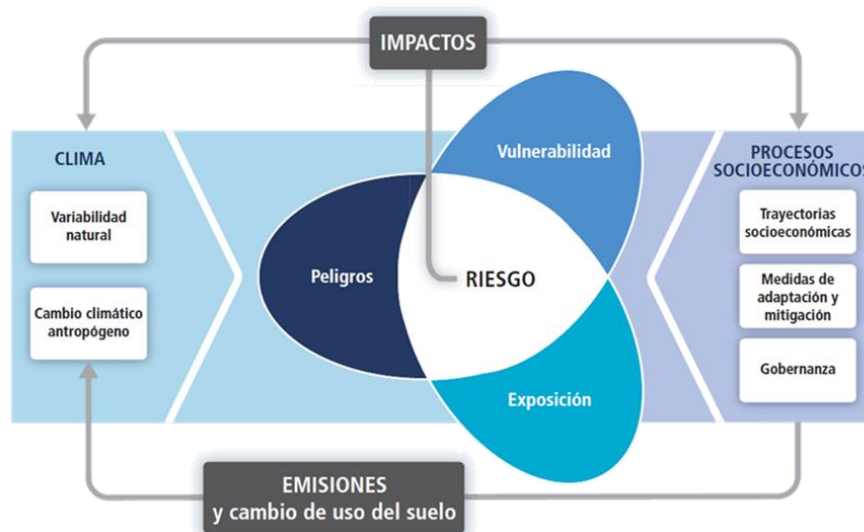 IMPACTOS
CLIMA
Variabilidad
natural
Cambio climático
antropógeno
Peligros
Vulnerabilidad
RIESGO
Exposición
PROCESOS
SOCIOECONÓMICOS
Trayectorias
socioeconómicas
Medidas de
adaptación y
mitigación
Gobernanza
EMISIONES
y cambio de uso del suelo